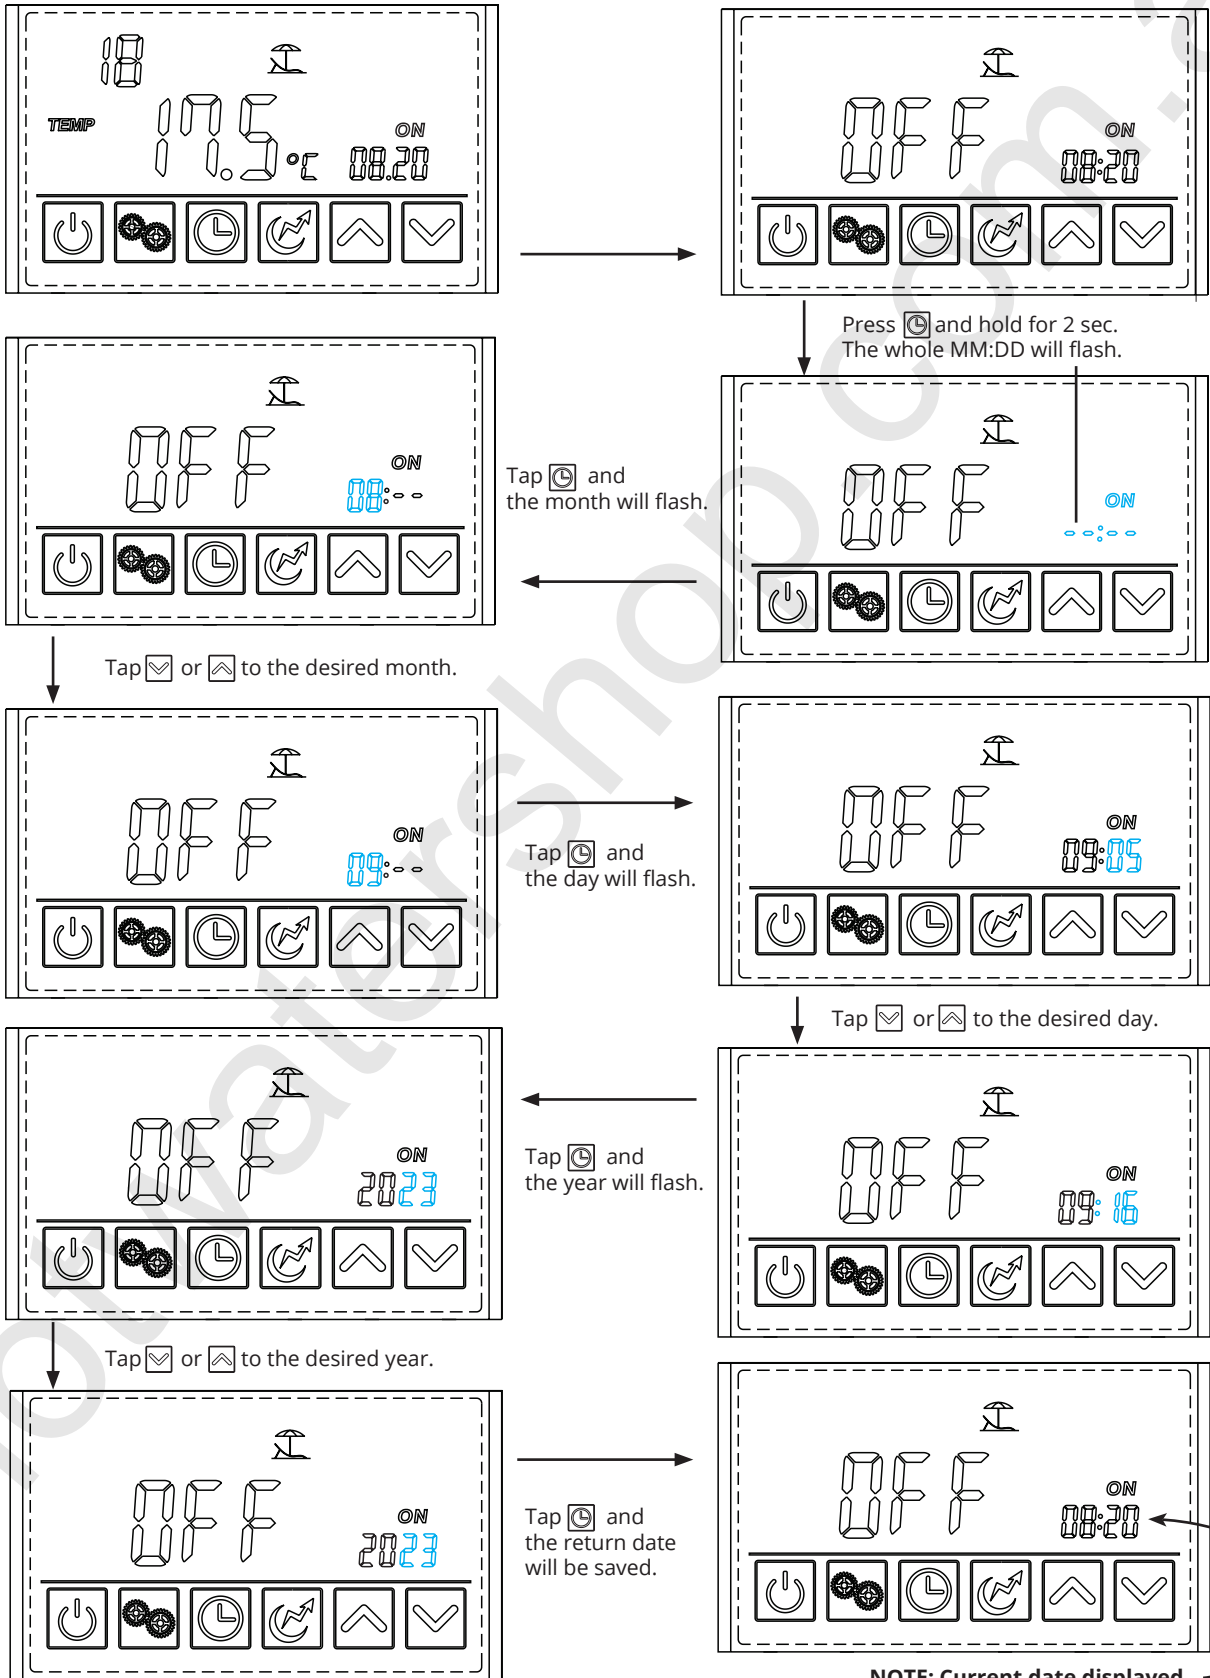 18
TEMP
17.5 °C
ON
08.20
OFF
ON
08:20
Press and hold for 2 sec.
The whole MM:DD will flash.
OFF
ON
--:--
Tap and
the month will flash.
OFF
ON
08:--
Tap or to the desired month.
OFF
ON
09:--
Tap and
the day will flash.
OFF
ON
09:05
Tap or to the desired day.
OFF
ON
09:16
Tap and
the year will flash.
OFF
ON
2023
Tap or to the desired year.
OFF
ON
2023
Tap and
the return date
will be saved.
OFF
ON
08:20
NOTE: Current date displayed
hotwatershop.com.a